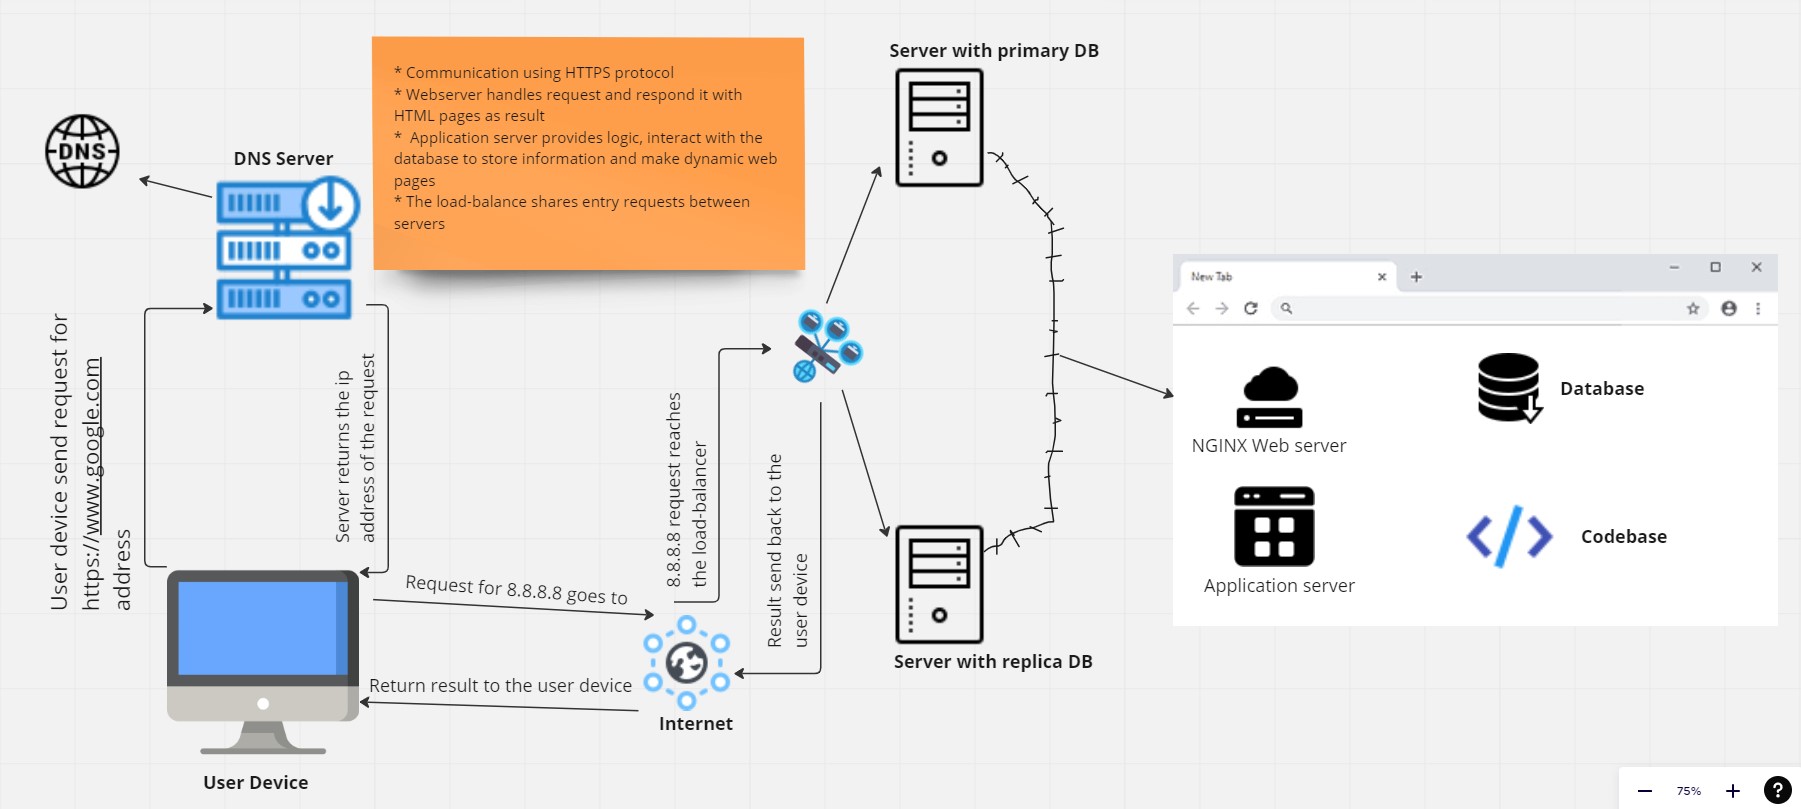 Server with primary DB
* Communication using HTTPS protocol
* Webserver handles request and respond it with
HTML pages as result
* Application server provides logic, interact with the
database to store information and make dynamic web
pages
* The load-balance shares entry requests between
servers
DNS
DNS Server
User device send request for
https://www.google.com
address
Server returns the ip
address of the request
8.8.8.8 request reaches
the load-balancer
Result send back to the
user device
Request for 8.8.8.8 goes to
Return result to the user device
Internet
User Device
Server with replica DB
New Tab
NGINX Web server
Database
Application server
Codebase
75%